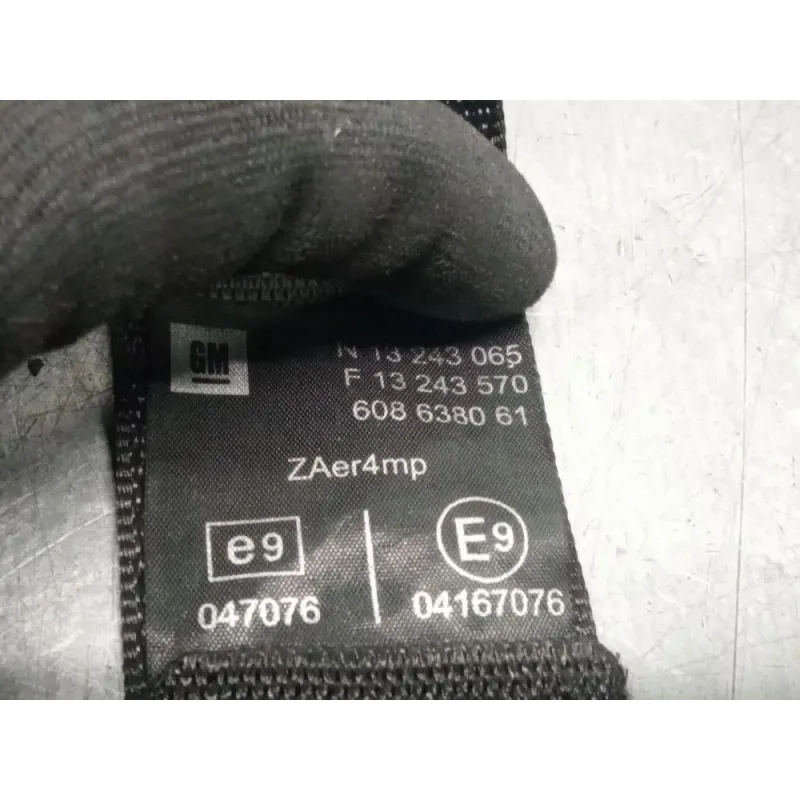 GM
N 13 243 065
F 13 243 570
608 6380 61
ZAer4mp
e9
E9
047076
04167076